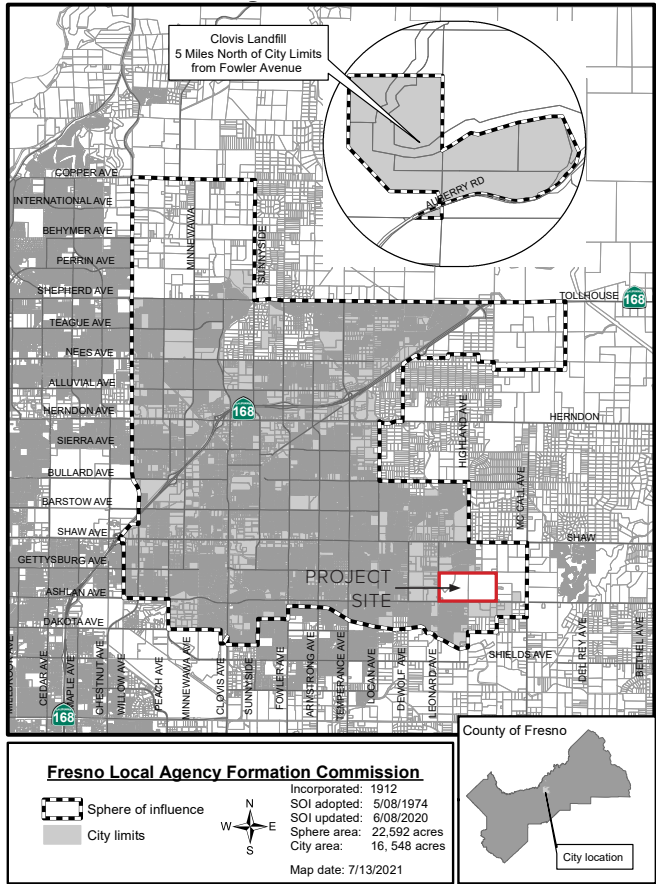 Clovis Landfill
5 Miles North of City Limits
from Fowler Avenue
AUBERRY RD
COPPER AVE
INTERNATIONAL AVE
BEHYMER AVE
PERRIN AVE
SHEPHERD AVE
TEAGUE AVE
NEES AVE
ALLUVIAL AVE
HERNDON AVE
SIERRA AVE
BULLARD AVE
BARSTOW AVE
SHAW AVE
GETTYSBURG AVE
ASHLAN AVE
DAKOTA AVE
MINNEWAWA
SUNNYSIDE
TOLLHOUSE
168
168
HERNDON
HIGHLAND AVE
MC CALL AVE
SHAW
PROJECT
SITE
SHIELDS AVE
CEDAR AVE
MAPLE AVE
CHESTNUT AVE
WILLOW AVE
PEACH AVE
MINNEWAWA AVE
CLOVIS AVE
SUNNYSIDE
FOWLER AVE
ARMSTRONG AVE
TEMPERANCE AVE
LOCAN AVE
DEWOLF AVE
LEONARD AVE
DEL REY AVE
BETHEL AVE
168
County of Fresno
City location
Fresno Local Agency Formation Commission
Sphere of influence
City limits
N
W
E
S
Incorporated: 1912
SOI adopted: 5/08/1974
SOI updated: 6/08/2020
Sphere area: 22,592 acres
City area: 16, 548 acres
Map date: 7/13/2021